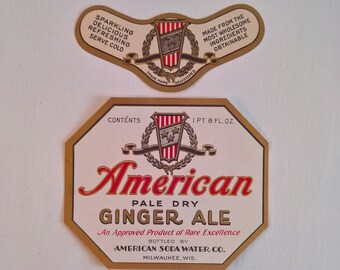 SPARKLING
DELICIOUS
REFRESHING
SERVE COLD
MADE FROM THE
MOST WHOLESOME
INGREDIENTS
OBTAINABLE
CONTENTS
1 PT. 8 FL. OZ.
American
PALE DRY
GINGER ALE
An Approved Product of Rare Excellence
BOTTLED BY
AMERICAN SODA WATER CO.
MILWAUKEE, WIS.